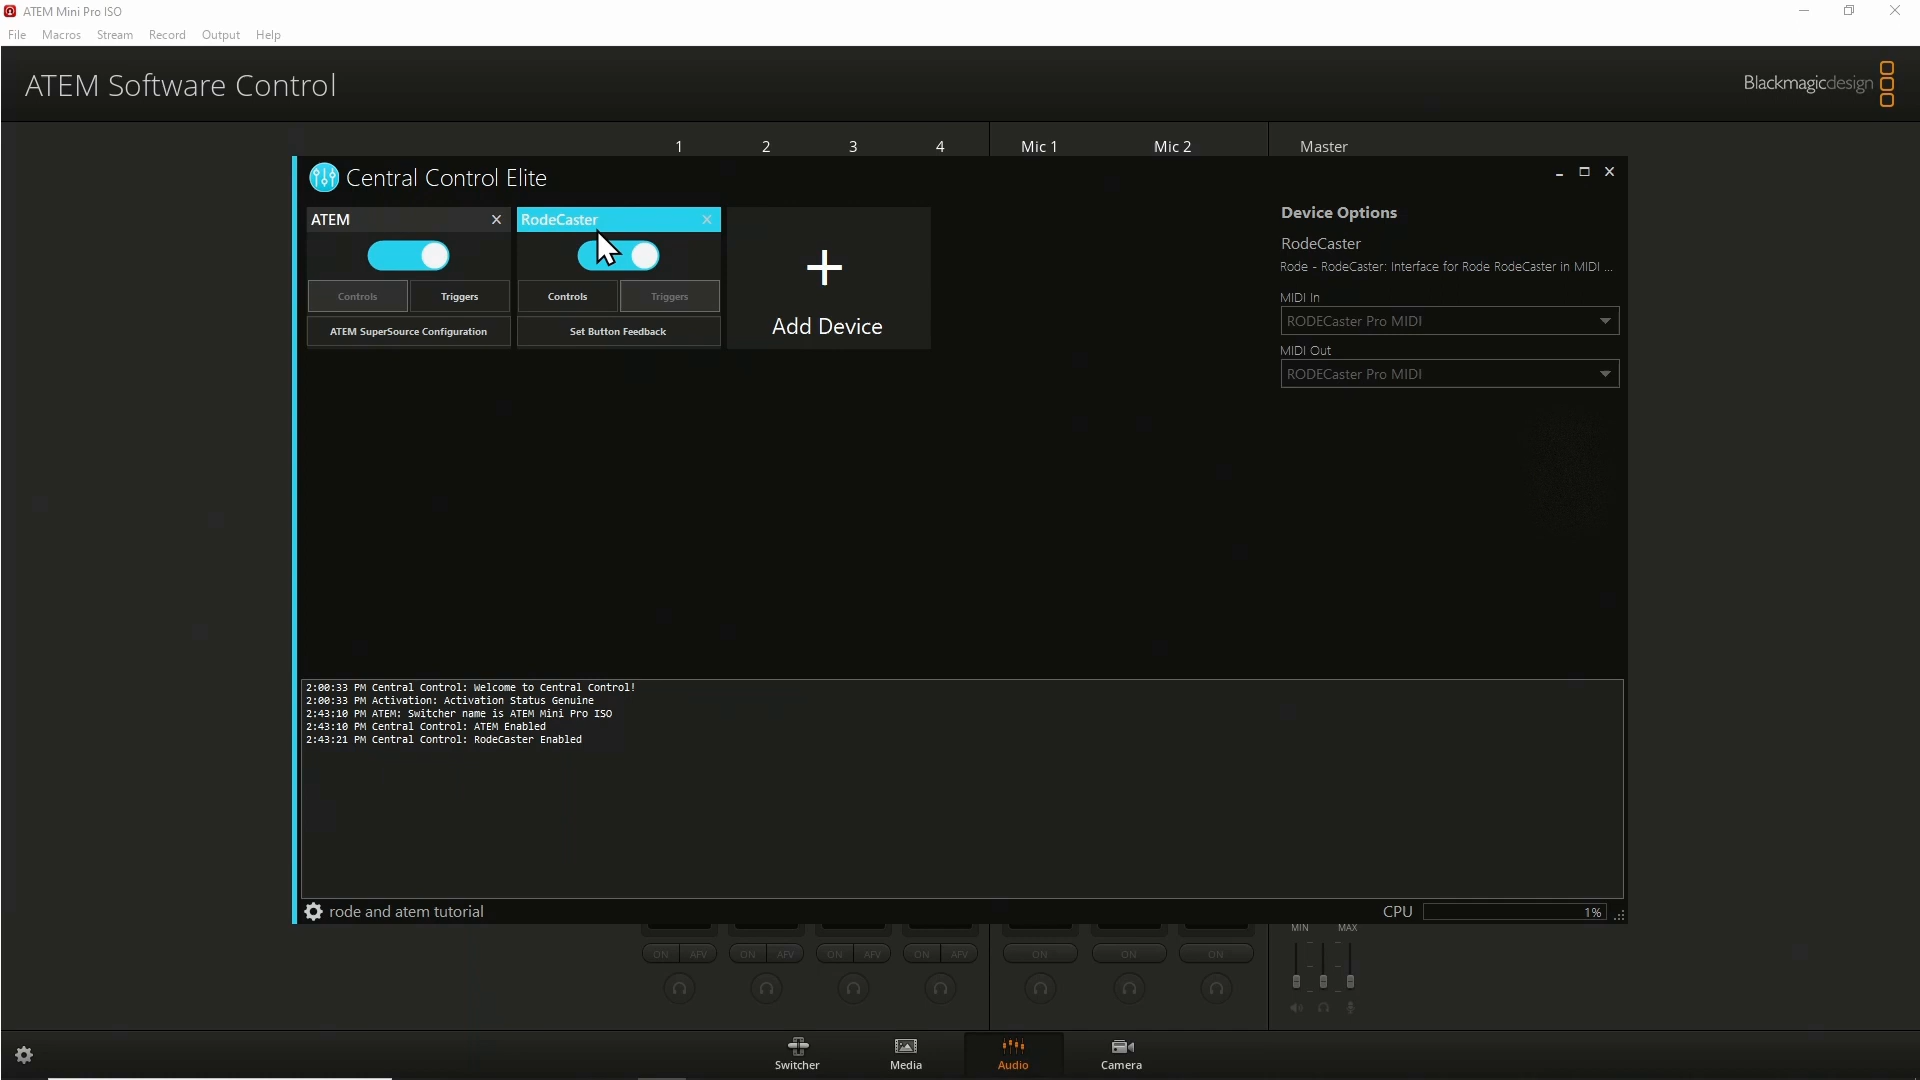 ATEM Mini Pro ISO
File Macros Stream Record Output Help
ATEM Software Control
Blackmagicdesign
1 2 3 4 Mic 1 Mic 2 Master
Central Control Elite
ATEM
RodeCaster
Controls Triggers
Controls Triggers
ATEM SuperSource Configuration
Set Button Feedback
Add Device
Device Options
RodeCaster
Rode - RodeCaster: Interface for Rode RodeCaster in MIDI ...
MIDI In
RODECaster Pro MIDI
MIDI Out
RODECaster Pro MIDI
2:00:33 PM Central Control: Welcome to Central Control!
2:00:33 PM Activation: Activation Status Genuine
2:43:10 PM ATEM: Switcher name is ATEM Mini Pro ISO
2:43:10 PM Central Control: ATEM Enabled
2:43:21 PM Central Control: RodeCaster Enabled
rode and atem tutorial
CPU 1%
MIN MAX
ON AFV ON AFV ON AFV ON AFV ON ON ON
Switcher Media Audio Camera